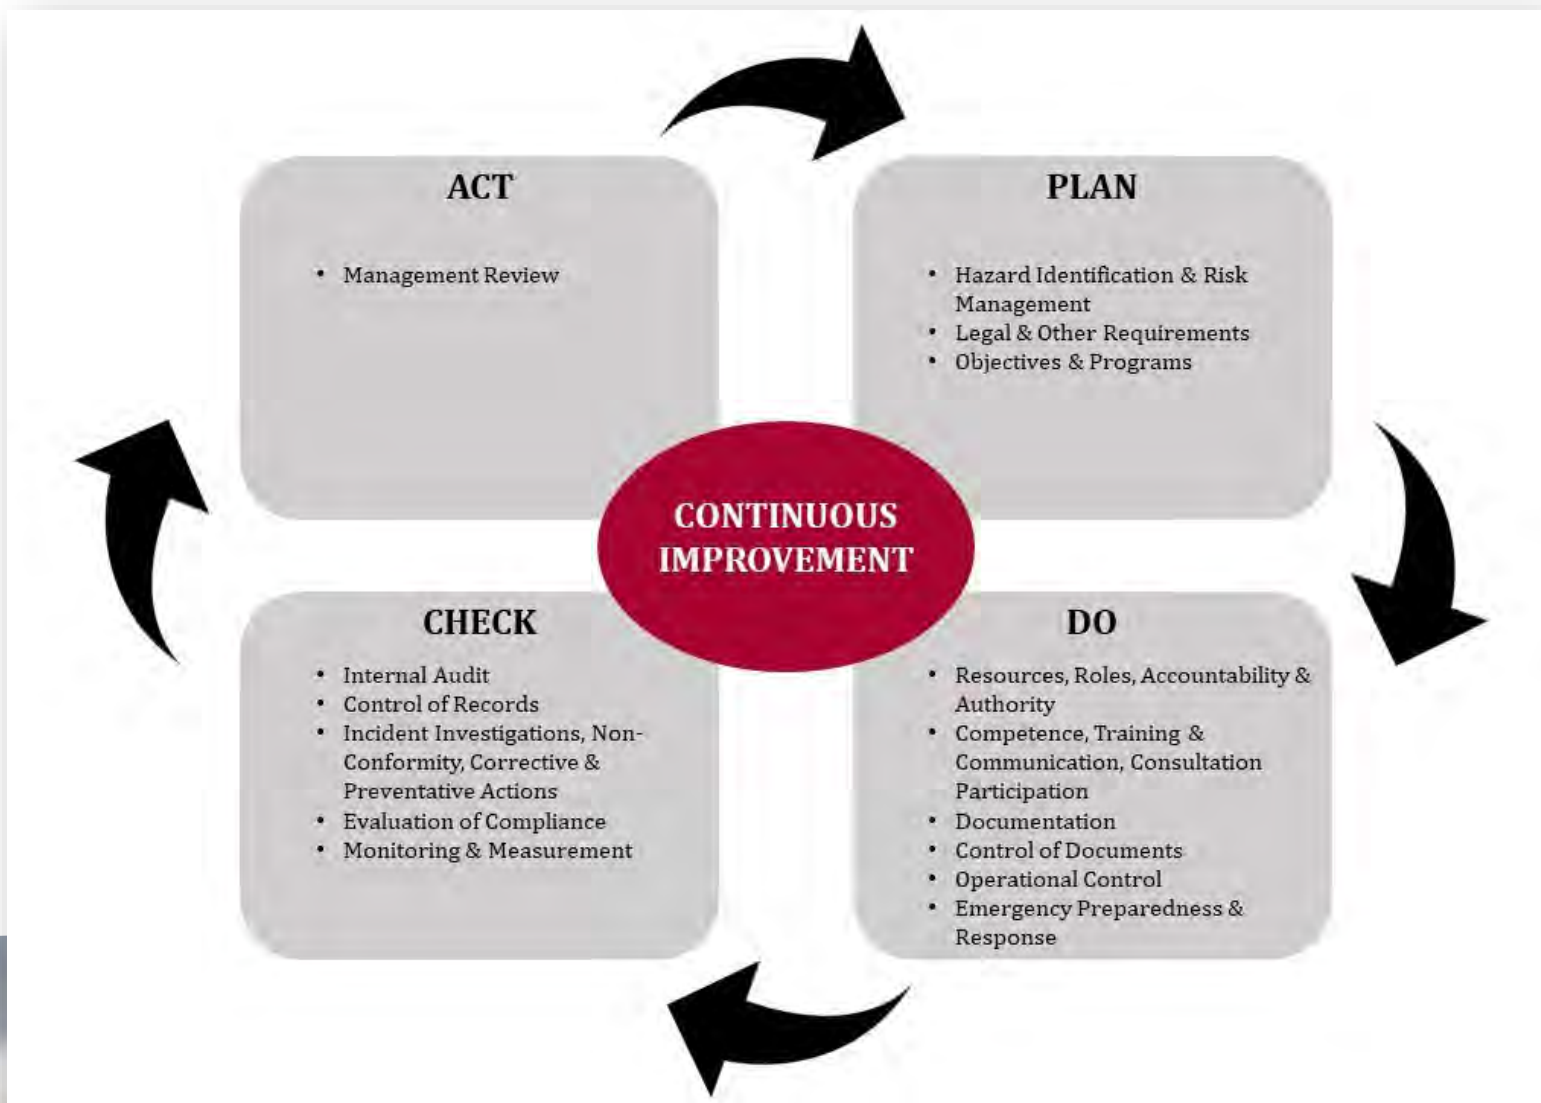 ACT
• Management Review
PLAN
• Hazard Identification & Risk
Management
• Legal & Other Requirements
• Objectives & Programs
CONTINUOUS
IMPROVEMENT
CHECK
• Internal Audit
• Control of Records
• Incident Investigations, Non-
Conformity, Corrective &
Preventative Actions
• Evaluation of Compliance
• Monitoring & Measurement
DO
• Resources, Roles, Accountability &
Authority
• Competence, Training &
Communication, Consultation
Participation
• Documentation
• Control of Documents
• Operational Control
• Emergency Preparedness &
Response